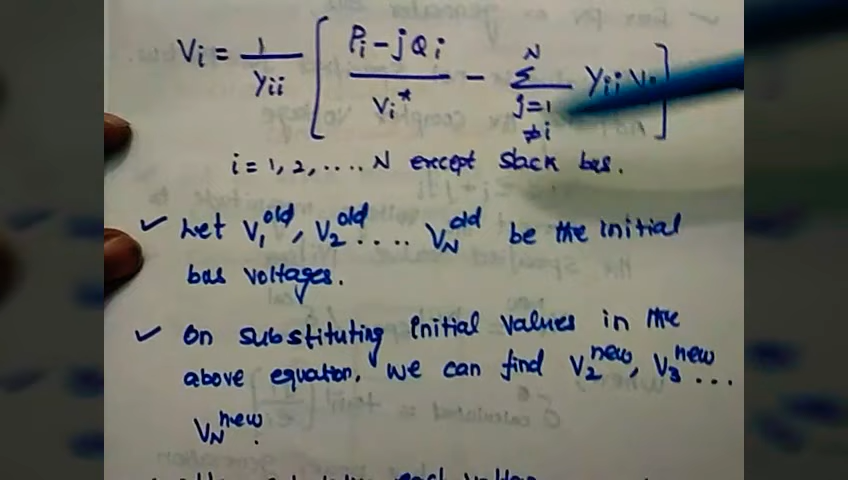 Vi = 1/Yii [ Pi - jQi / Vi* - N Σ j=1 ≠i Yij V ]
i = 1, 2, .... N except slack bus.
✓ Let V1^old, V2^old .... VN^old be the initial
bus voltages.
✓ On substituting initial values in the
above equation, we can find V2^new, V3^new ...
VN^new.